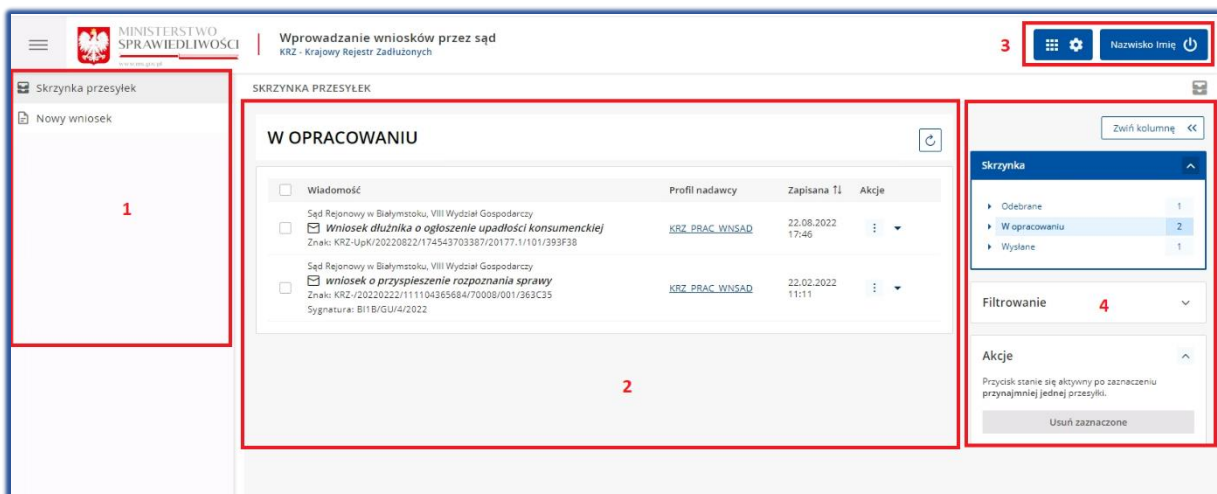 MINISTERSTWO
SPRAWIEDLIWOŚCI
www.ms.gov.pl
Wprowadzanie wniosków przez sąd
KRZ - Krajowy Rejestr Zadłużonych
3
Nazwisko Imię
Skrzynka przesyłek
Nowy wniosek
1
SKRZYNKA PRZESYŁEK
W OPRACOWANIU
Wiadomość Profil nadawcy Zapisana Akcje
Sąd Rejonowy w Białymstoku, VIII Wydział Gospodarczy
Wniosek dłużnika o ogłoszenie upadłości konsumenckiej
Znak: KRZ-UpK/20220822/174543703387/20177.1/101/393F38
KRZ_PRAC_WNSAD
22.08.2022
17:46
Sąd Rejonowy w Białymstoku, VIII Wydział Gospodarczy
wniosek o przyspieszenie rozpoznania sprawy
Znak: KRZ-/20220222/111104365684/70008/001/363C35
Sygnatura: BI1B/GU/4/2022
KRZ_PRAC_WNSAD
22.02.2022
11:11
2
Zwiń kolumnę
Skrzynka
Odebrane 1
W opracowaniu 2
Wysłane 1
Filtrowanie
4
Akcje
Przycisk stanie się aktywny po zaznaczeniu
przynajmniej jednej przesyłki.
Usuń zaznaczone